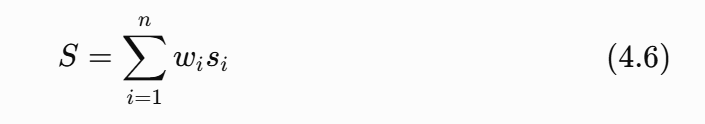 $S = \sum_{i=1}^{n} w_i s_i$ (4.6)